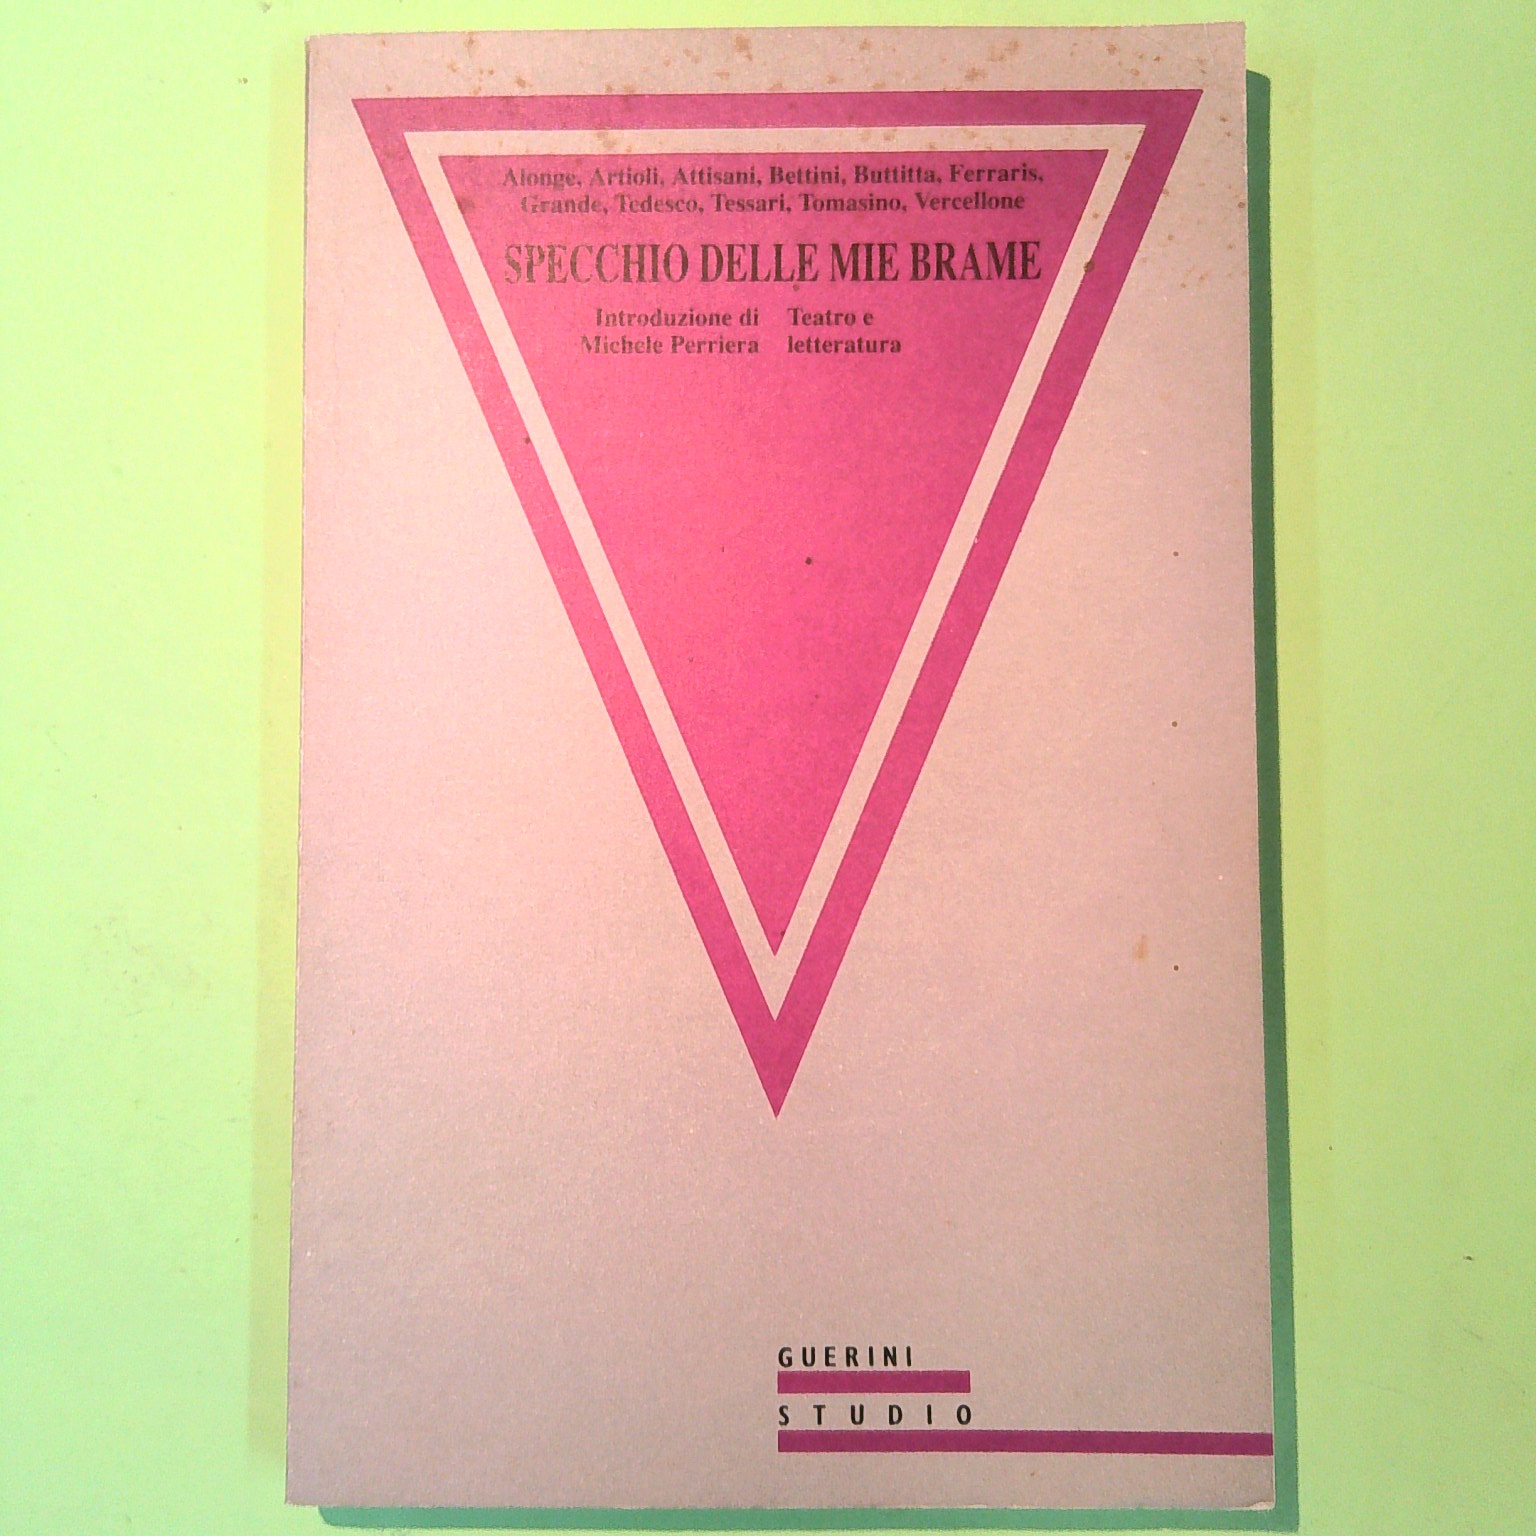 Alonge, Artioli, Attisani, Bettini, Buttitta, Ferraris,
Grande, Tedesco, Tessari, Tomasino, Vercellone
SPECCHIO DELLE MIE BRAME
Introduzione di
Michele Perriera
Teatro e
letteratura
GUERINI
STUDIO